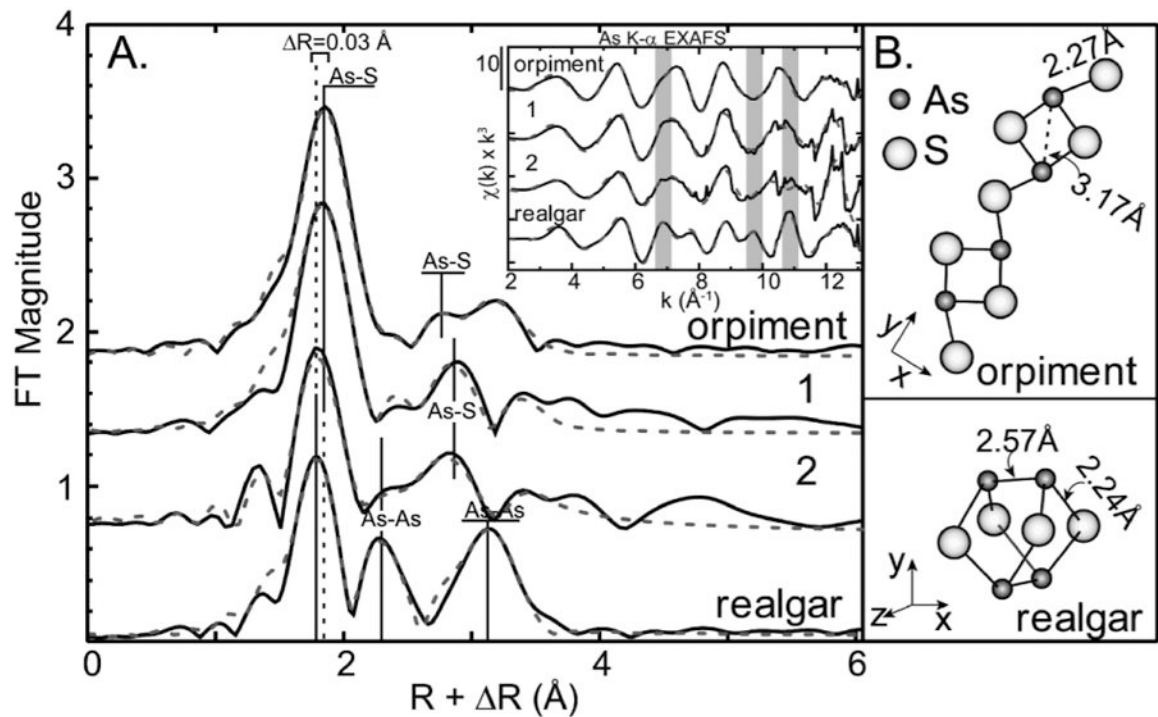 A.
ΔR=0.03 Å
As-S
As K-α EXAFS
10
orpiment
1
2
realgar
χ(k) x k³
2 4 6 8 10 12
k (Å⁻¹)
As-S
orpiment
1
As-S
2
As-As
As-As
realgar
4
3
2
1
FT Magnitude
0 2 4 6
R + ΔR (Å)
B.
2.27Å
As
S
3.17Å
y
x
orpiment
2.57Å
2.24Å
y
z
x
realgar